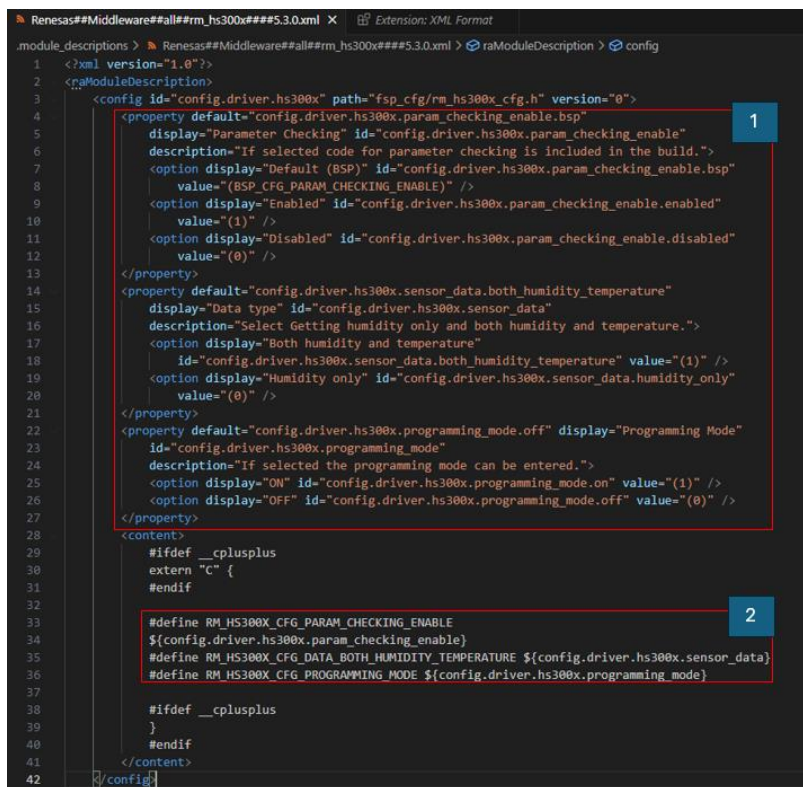 Renesas##Middleware##all##rm_hs300x####5.3.0.xml X Extension: XML Format
.module_descriptions > Renesas##Middleware##all##rm_hs300x####5.3.0.xml > raModuleDescription > config
1 <?xml version="1.0"?>
2 <raModuleDescription>
3 <config id="config.driver.hs300x" path="fsp_cfg/rm_hs300x_cfg.h" version="0">
4 <property default="config.driver.hs300x.param_checking_enable.bsp"
1
5 display="Parameter Checking" id="config.driver.hs300x.param_checking_enable"
6 description="If selected code for parameter checking is included in the build.">
7 <option display="Default (BSP)" id="config.driver.hs300x.param_checking_enable.bsp"
8 value="(BSP_CFG_PARAM_CHECKING_ENABLE)" />
9 <option display="Enabled" id="config.driver.hs300x.param_checking_enable.enabled"
10 value="(1)" />
11 <option display="Disabled" id="config.driver.hs300x.param_checking_enable.disabled"
12 value="(0)" />
13 </property>
14 <property default="config.driver.hs300x.sensor_data.both_humidity_temperature"
15 display="Data type" id="config.driver.hs300x.sensor_data"
16 description="Select Getting humidity only and both humidity and temperature.">
17 <option display="Both humidity and temperature"
18 id="config.driver.hs300x.sensor_data.both_humidity_temperature" value="(1)" />
19 <option display="Humidity only" id="config.driver.hs300x.sensor_data.humidity_only"
20 value="(0)" />
21 </property>
22 <property default="config.driver.hs300x.programming_mode.off" display="Programming Mode"
23 id="config.driver.hs300x.programming_mode"
24 description="If selected the programming mode can be entered.">
25 <option display="ON" id="config.driver.hs300x.programming_mode.on" value="(1)" />
26 <option display="OFF" id="config.driver.hs300x.programming_mode.off" value="(0)" />
27 </property>
28 <content>
29 #ifdef __cplusplus
30 extern "C" {
31 #endif
32
2
33 #define RM_HS300X_CFG_PARAM_CHECKING_ENABLE
34 ${config.driver.hs300x.param_checking_enable}
35 #define RM_HS300X_CFG_DATA_BOTH_HUMIDITY_TEMPERATURE ${config.driver.hs300x.sensor_data}
36 #define RM_HS300X_CFG_PROGRAMMING_MODE ${config.driver.hs300x.programming_mode}
37
38 #ifdef __cplusplus
39 }
40 #endif
41 </content>
42 </config>